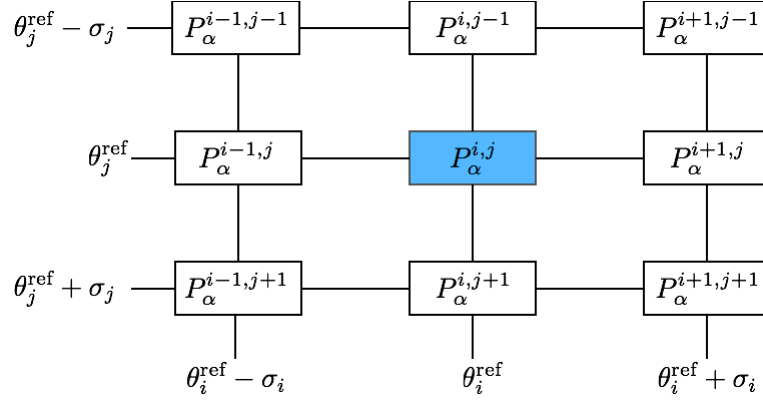 θ_j^ref − σ_j P_α^{i−1,j−1} P_α^{i,j−1} P_α^{i+1,j−1}
θ_j^ref P_α^{i−1,j} P_α^{i,j} P_α^{i+1,j}
θ_j^ref + σ_j P_α^{i−1,j+1} P_α^{i,j+1} P_α^{i+1,j+1}
θ_i^ref − σ_i θ_i^ref θ_i^ref + σ_i